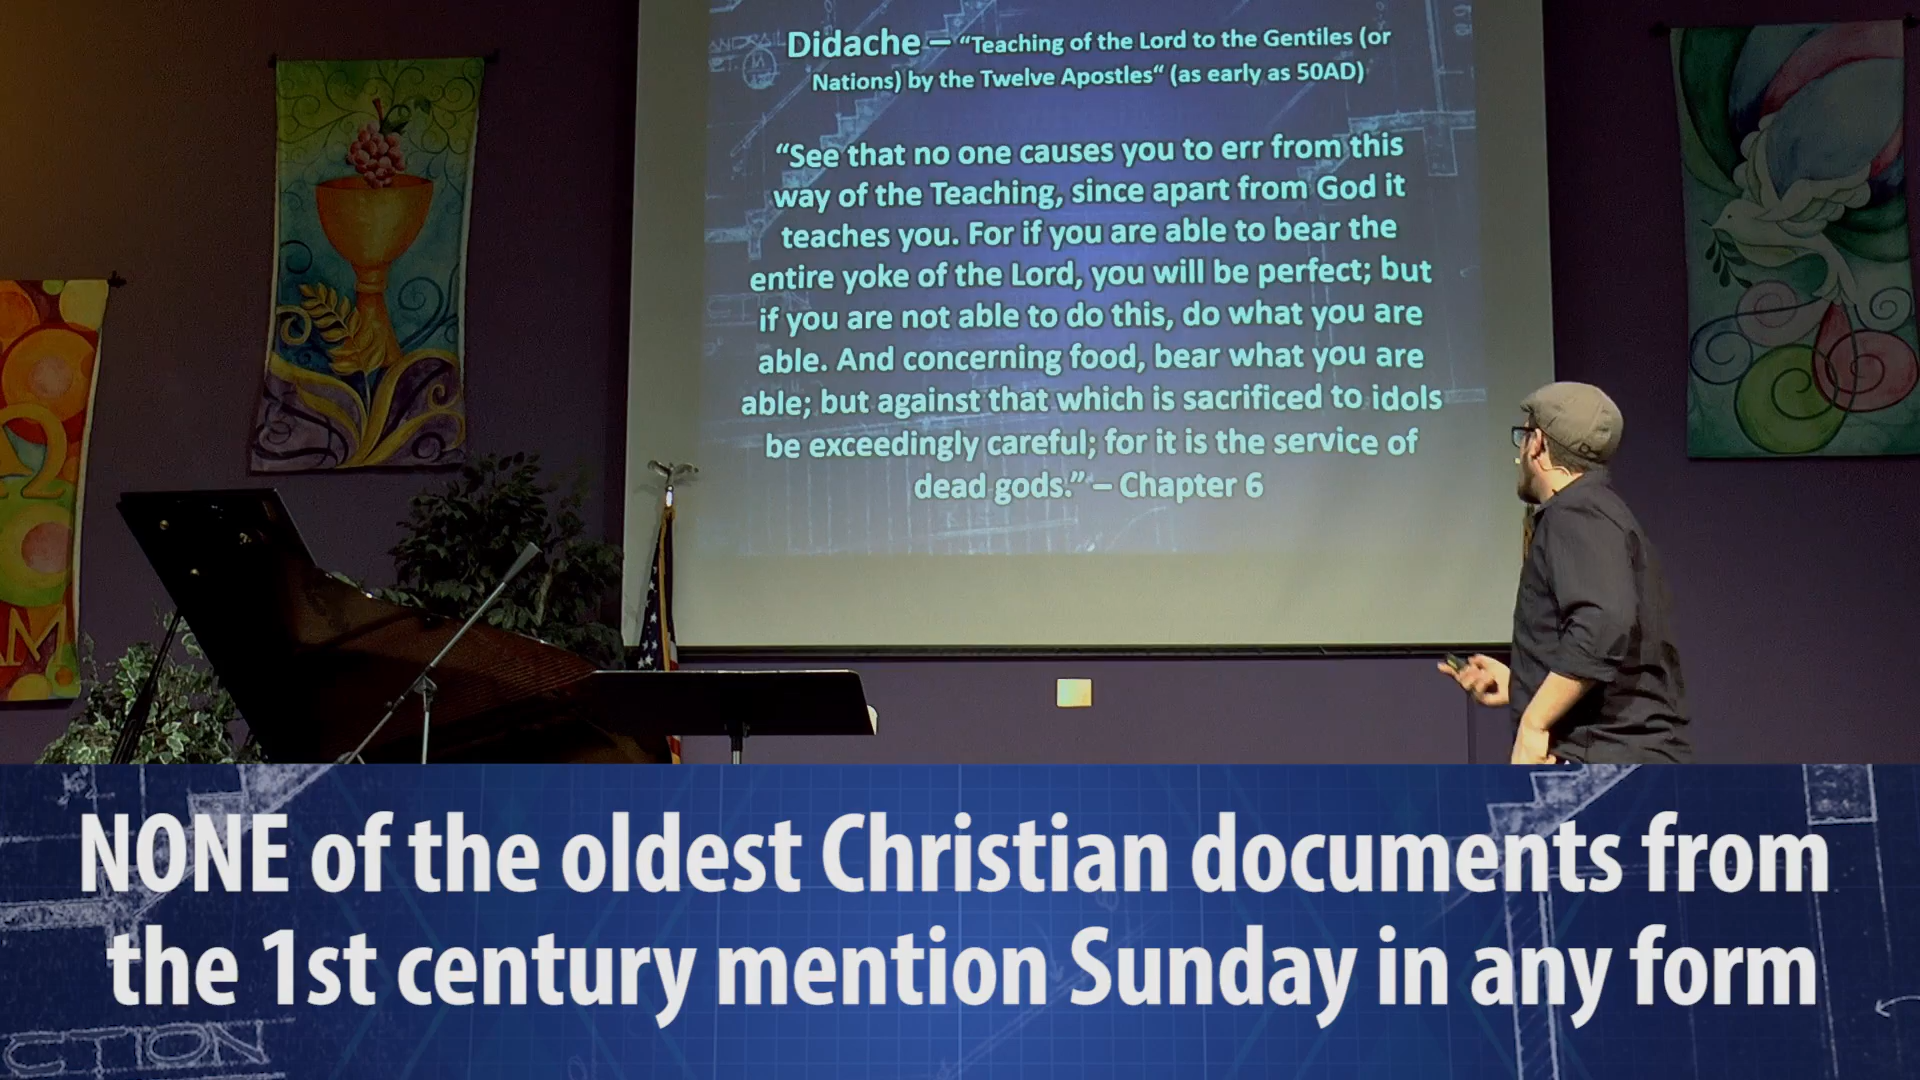 Didache – “Teaching of the Lord to the Gentiles (or
Nations) by the Twelve Apostles“ (as early as 50AD)
“See that no one causes you to err from this
way of the Teaching, since apart from God it
teaches you. For if you are able to bear the
entire yoke of the Lord, you will be perfect; but
if you are not able to do this, do what you are
able. And concerning food, bear what you are
able; but against that which is sacrificed to idols
be exceedingly careful; for it is the service of
dead gods.” – Chapter 6
Ω
AM
NONE of the oldest Christian documents from
the 1st century mention Sunday in any form
CTION